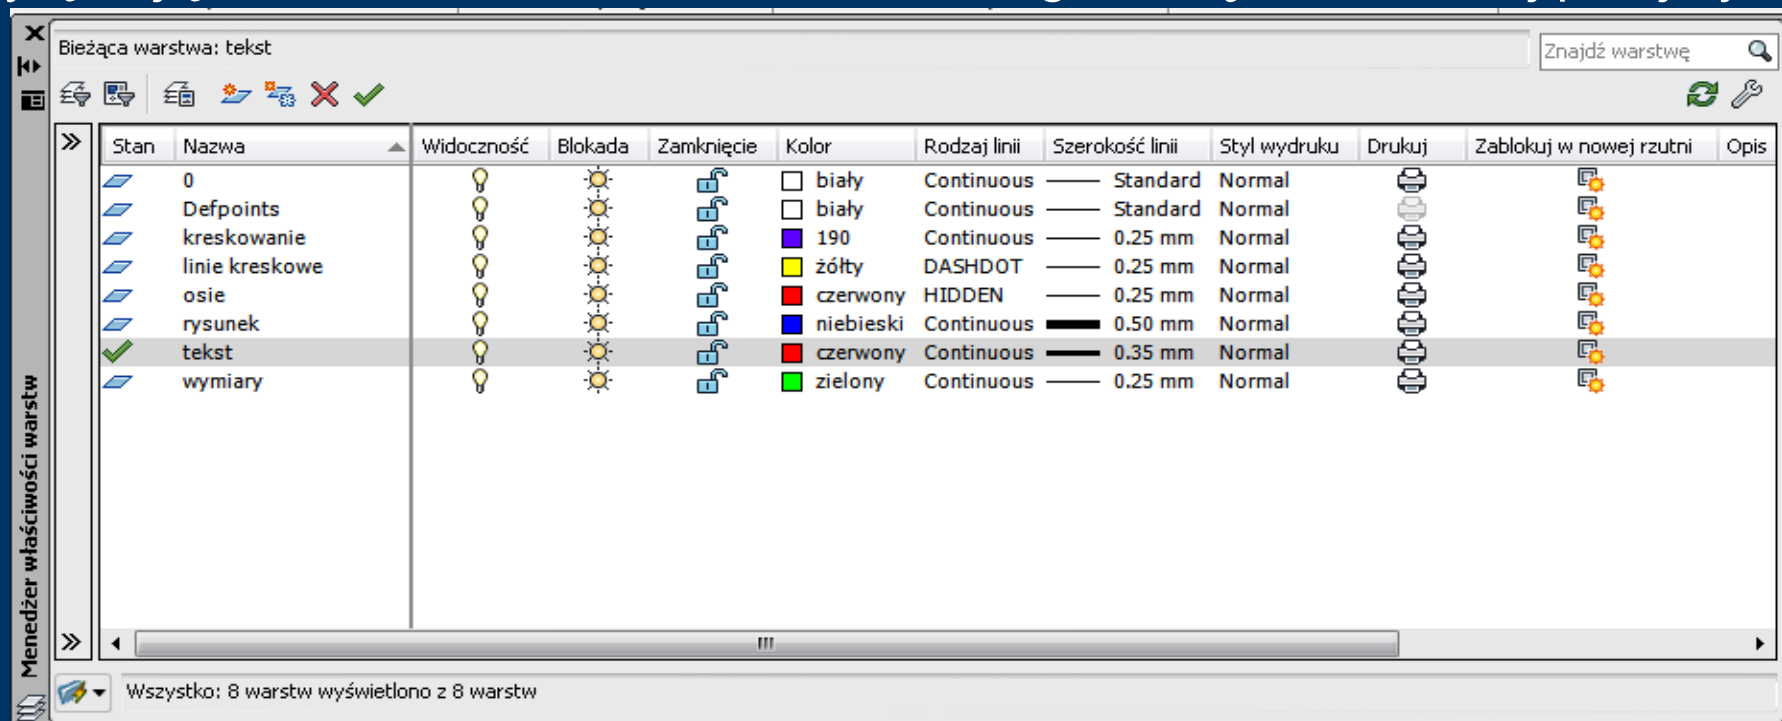 Bieżąca warstwa: tekst
Znajdź warstwę
Stan Nazwa Widoczność Blokada Zamknięcie Kolor Rodzaj linii Szerokość linii Styl wydruku Drukuj Zablokuj w nowej rzutni Opis
0 biały Continuous Standard Normal
Defpoints biały Continuous Standard Normal
kreskowanie 190 Continuous 0.25 mm Normal
linie kreskowe żółty DASHDOT 0.25 mm Normal
osie czerwony HIDDEN 0.25 mm Normal
rysunek niebieski Continuous 0.50 mm Normal
tekst czerwony Continuous 0.35 mm Normal
wymiary zielony Continuous 0.25 mm Normal
Menedżer właściwości warstw
Wszystko: 8 warstw wyświetlono z 8 warstw